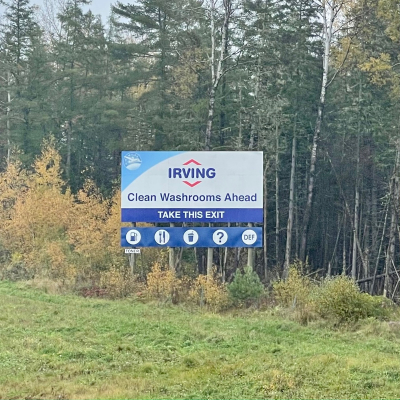 IRVING
Clean Washrooms Ahead
TAKE THIS EXIT
? DEF